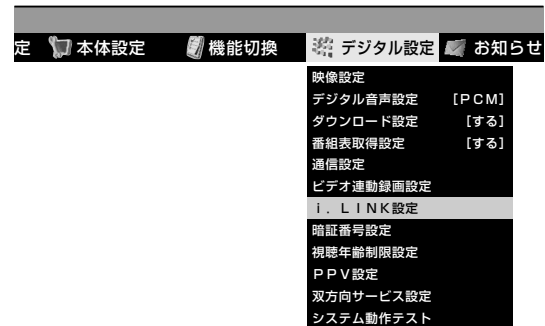 定 本体設定 機能切換 デジタル設定 お知らせ
映像設定
デジタル音声設定 [PCM]
ダウンロード設定 [する]
番組表取得設定 [する]
通信設定
ビデオ連動録画設定
i．LINK設定
暗証番号設定
視聴年齢制限設定
PPV設定
双方向サービス設定
システム動作テスト